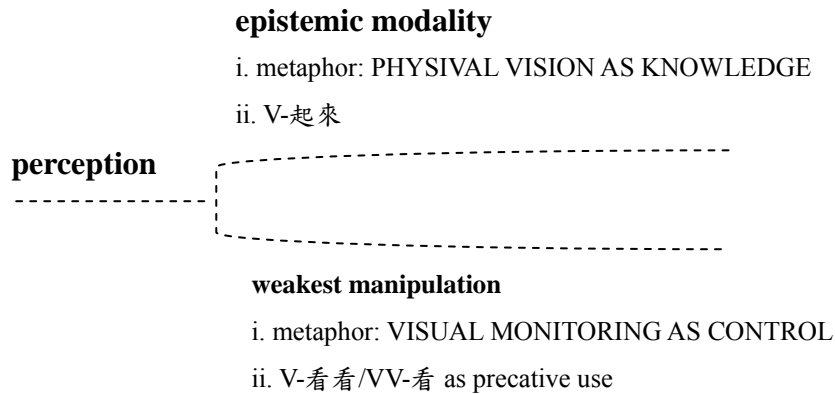 epistemic modality
i. metaphor: PHYSIVAL VISION AS KNOWLEDGE
ii. V-起來
perception
weakest manipulation
i. metaphor: VISUAL MONITORING AS CONTROL
ii. V-看看/VV-看 as precative use